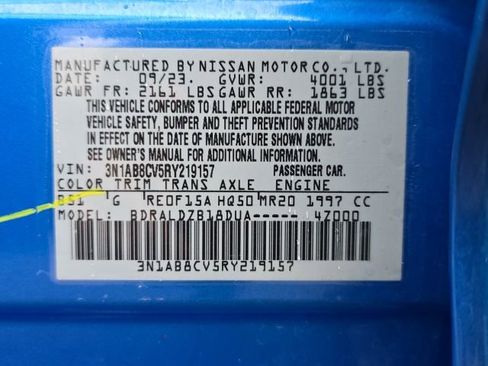 MANUFACTURED BY NISSAN MOTOR CO., LTD.
DATE: 09/23. GVWR: 4001 LBS
GAWR FR: 2161 LBS GAWR RR: 1863 LBS
THIS VEHICLE CONFORMS TO ALL APPLICABLE FEDERAL MOTOR
VEHICLE SAFETY, BUMPER AND THEFT PREVENTION STANDARDS
IN EFFECT ON THE DATE OF MANUFACTURE SHOWN ABOVE.
SEE OWNER'S MANUAL FOR ADDITIONAL INFORMATION.
VIN: 3N1AB8CV5RY219157 PASSENGER CAR.
COLOR TRIM TRANS AXLE ENGINE
B51 G RE0F15A HQ50 MR20 1997 CC
MODEL: BDRALDZB18DUA----- 4Z000
3N1AB8CV5RY219157